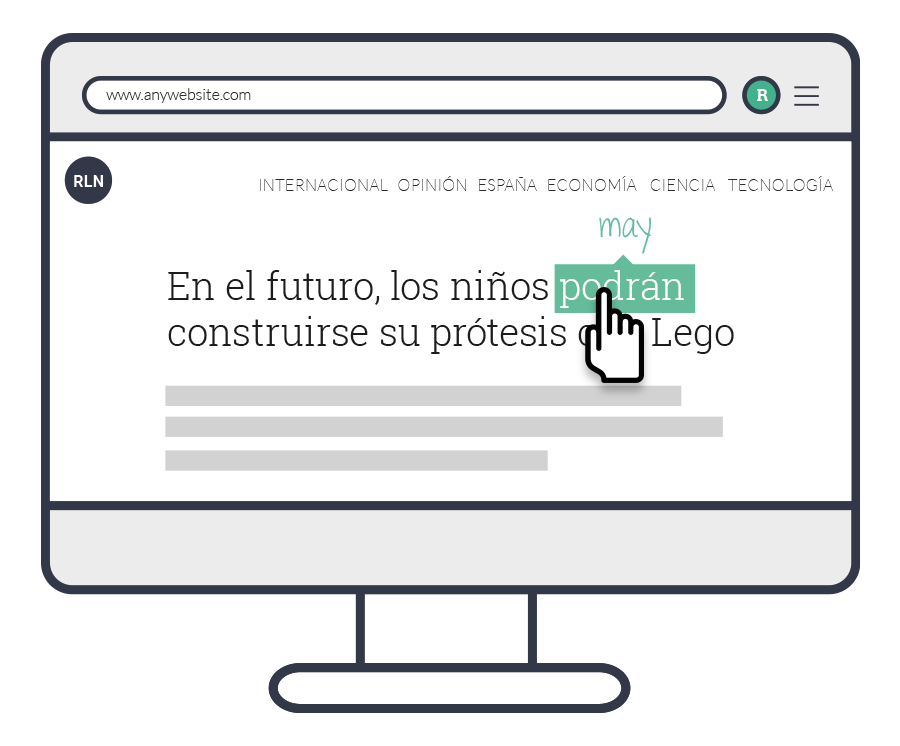 www.anywebsite.com
R
RLN
INTERNACIONAL OPINIÓN ESPAÑA ECONOMÍA CIENCIA TECNOLOGÍA
may
En el futuro, los niños podrán
construirse su prótesis Lego